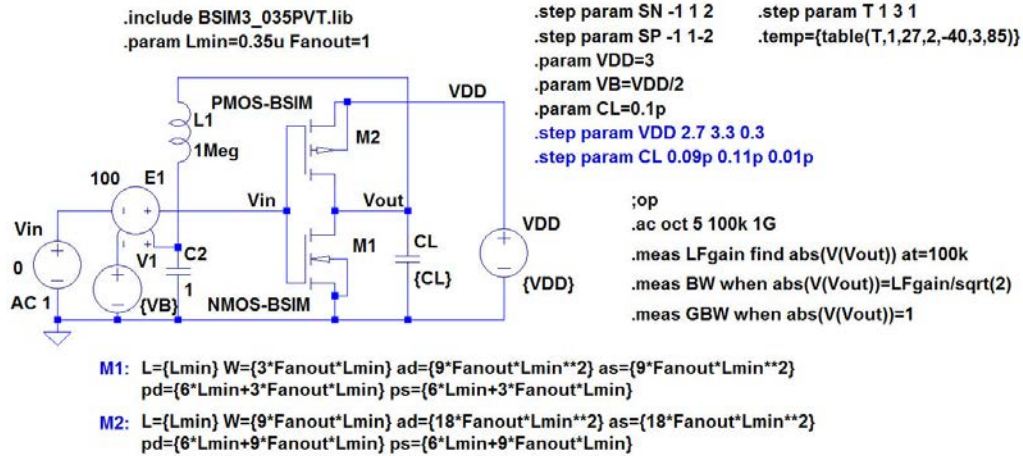 .include BSIM3_035PVT.lib
.param Lmin=0.35u Fanout=1
.step param SN -1 1 2
.step param T 1 3 1
.step param SP -1 1-2
.temp={table(T,1,27,2,-40,3,85)}
.param VDD=3
.param VB=VDD/2
.param CL=0.1p
.step param VDD 2.7 3.3 0.3
.step param CL 0.09p 0.11p 0.01p
VDD
PMOS-BSIM
L1
M2
1Meg
100
E1
Vin
Vout
;op
.ac oct 5 100k 1G
.meas LFgain find abs(V(Vout)) at=100k
.meas BW when abs(V(Vout))=LFgain/sqrt(2)
.meas GBW when abs(V(Vout))=1
Vin
0
AC 1
V1
{VB}
C2
1
M1
NMOS-BSIM
CL
{CL}
VDD
{VDD}
M1: L={Lmin} W={3*Fanout*Lmin} ad={9*Fanout*Lmin**2} as={9*Fanout*Lmin**2}
pd={6*Lmin+3*Fanout*Lmin} ps={6*Lmin+3*Fanout*Lmin}
M2: L={Lmin} W={9*Fanout*Lmin} ad={18*Fanout*Lmin**2} as={18*Fanout*Lmin**2}
pd={6*Lmin+9*Fanout*Lmin} ps={6*Lmin+9*Fanout*Lmin}